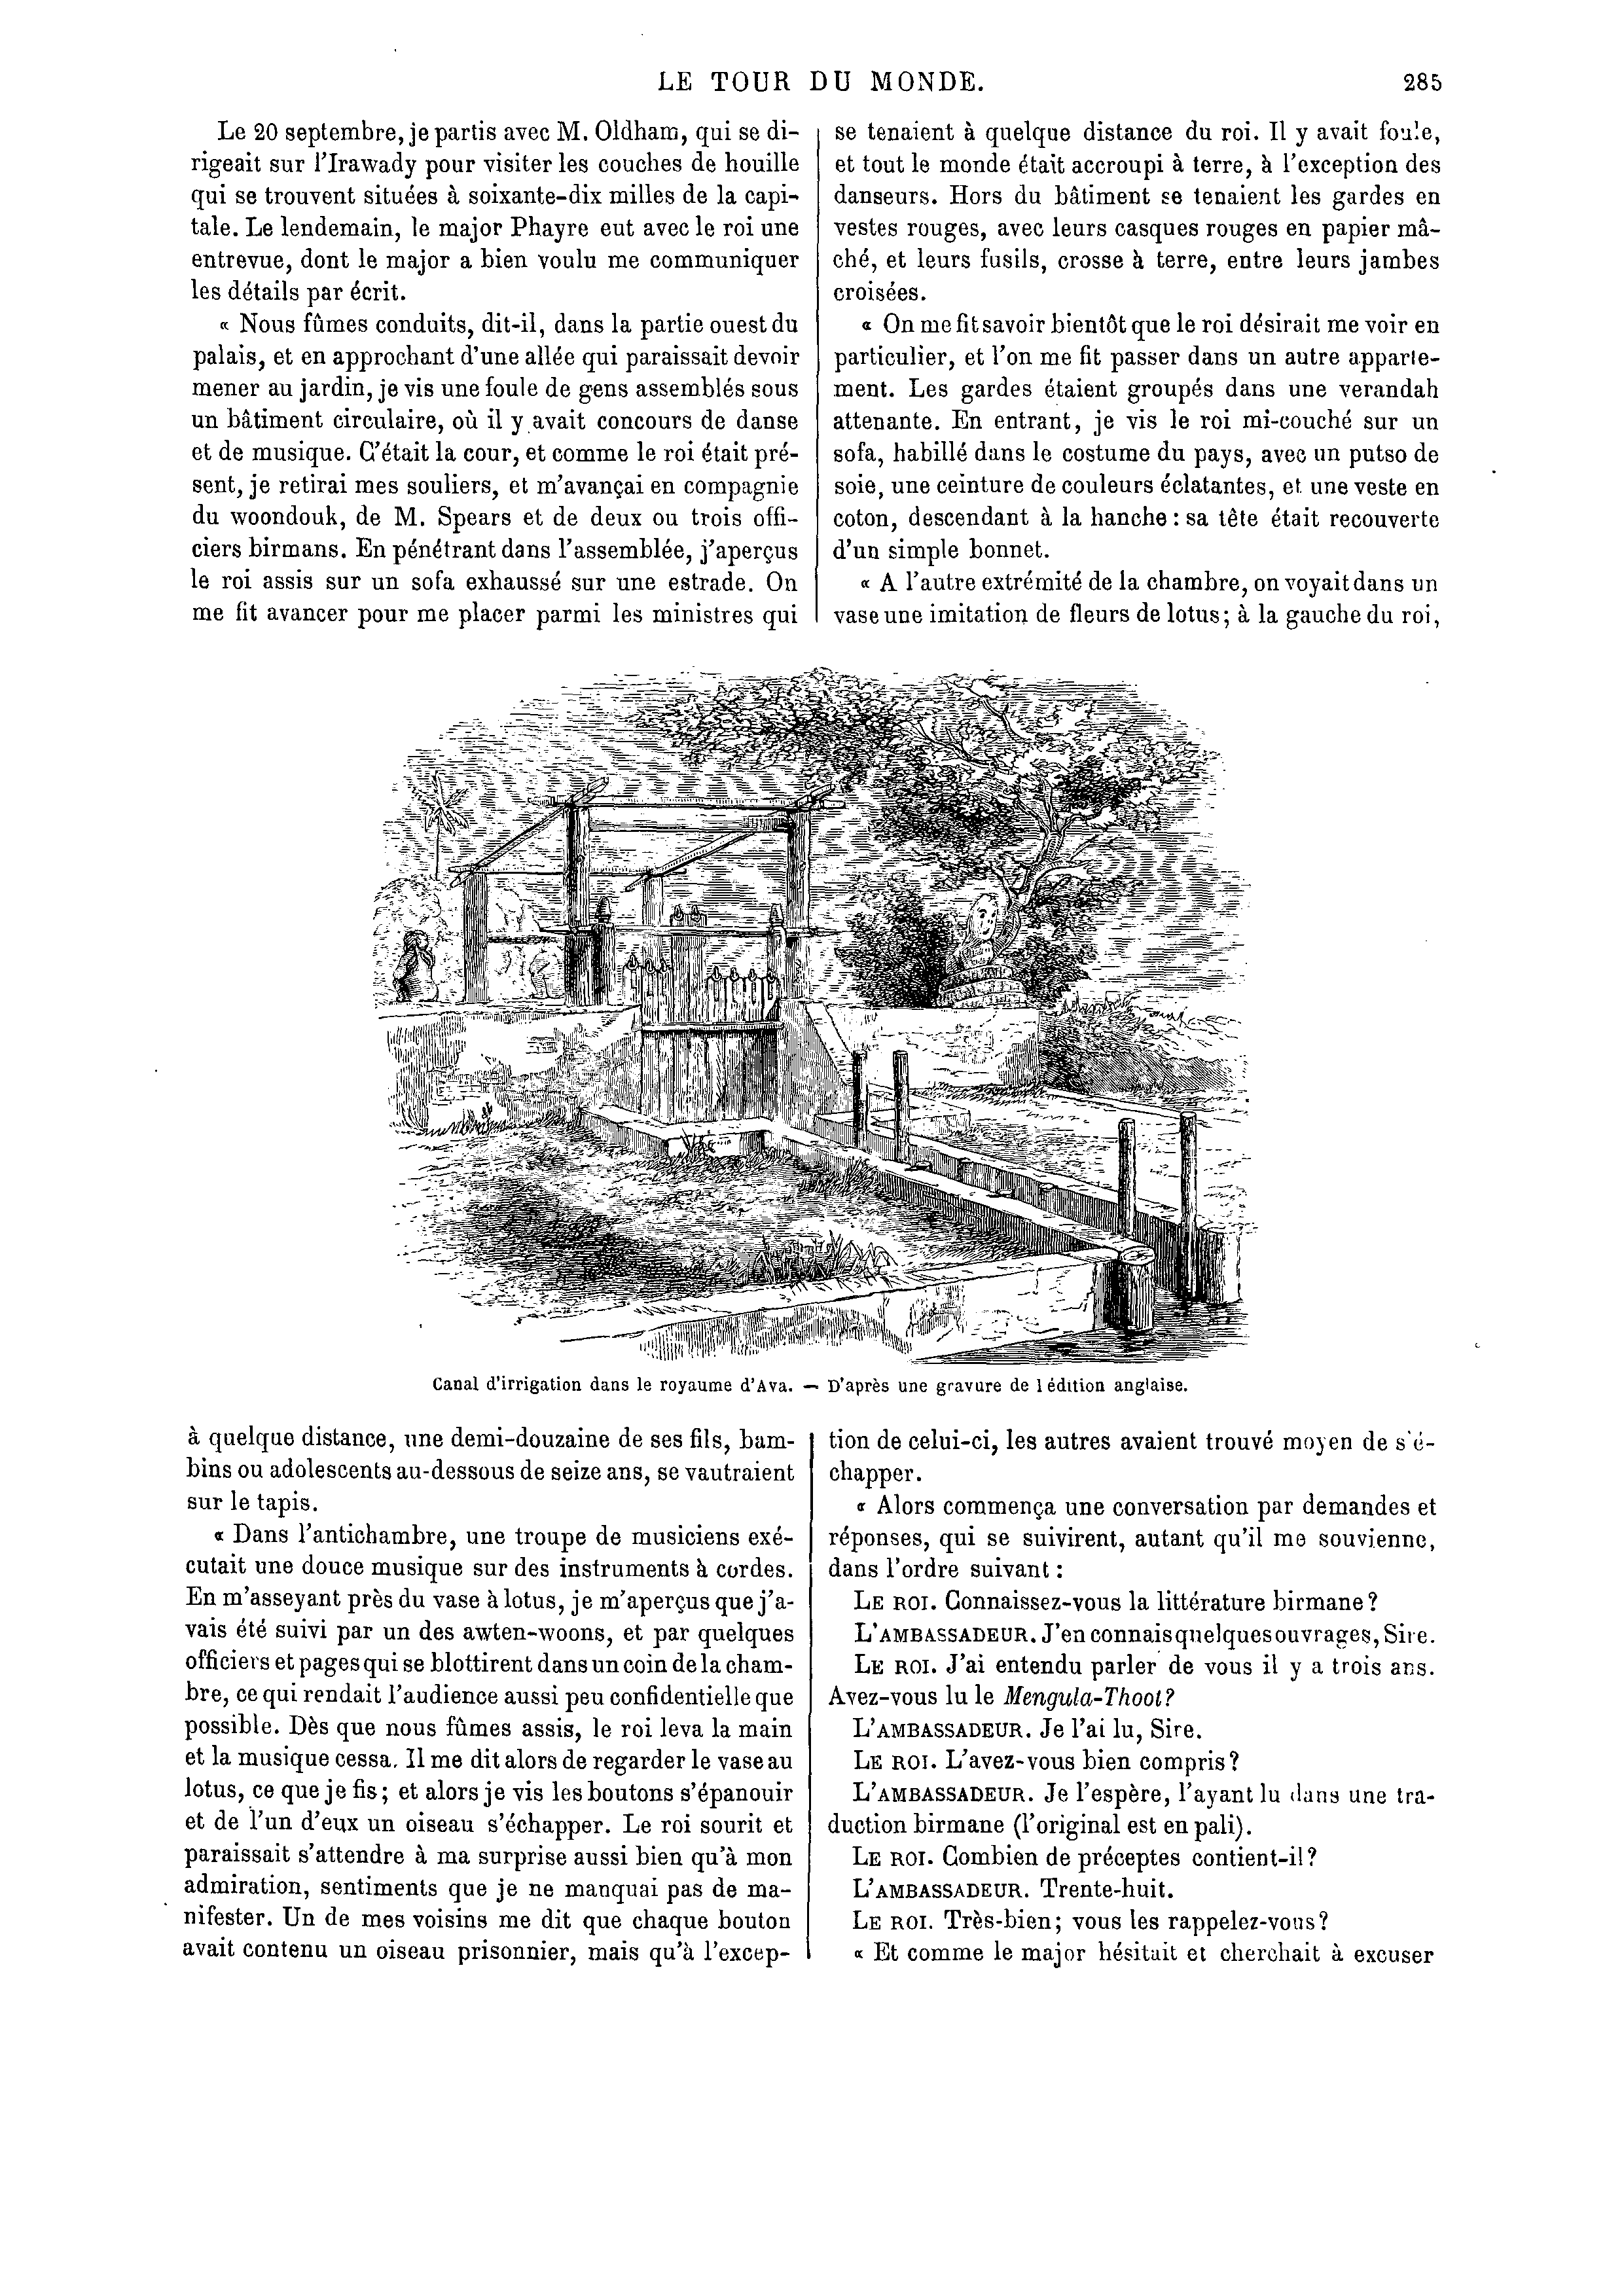 LE TOUR DU MONDE. 285
Le 20 septembre, je partis avec M. Oldham, qui se di-
rigeait sur l'Irawady pour visiter les couches de houille
qui se trouvent situées à soixante-dix milles de la capi-
tale. Le lendemain, le major Phayre eut avec le roi une
entrevue, dont le major a bien voulu me communiquer
les détails par écrit.
« Nous fûmes conduits, dit-il, dans la partie ouest du
palais, et en approchant d'une allée qui paraissait devoir
mener au jardin, je vis une foule de gens assemblés sous
un bâtiment circulaire, où il y avait concours de danse
et de musique. C'était la cour, et comme le roi était pré-
sent, je retirai mes souliers, et m'avançai en compagnie
du woondouk, de M. Spears et de deux ou trois offi-
ciers birmans. En pénétrant dans l'assemblée, j'aperçus
le roi assis sur un sofa exhaussé sur une estrade. On
me fit avancer pour me placer parmi les ministres qui
se tenaient à quelque distance du roi. Il y avait foule,
et tout le monde était accroupi à terre, à l'exception des
danseurs. Hors du bâtiment se tenaient les gardes en
vestes rouges, avec leurs casques rouges en papier mâ-
ché, et leurs fusils, crosse à terre, entre leurs jambes
croisées.
« On me fit savoir bientôt que le roi désirait me voir en
particulier, et l'on me fit passer dans un autre apparte-
ment. Les gardes étaient groupés dans une verandah
attenante. En entrant, je vis le roi mi-couché sur un
sofa, habillé dans le costume du pays, avec un putso de
soie, une ceinture de couleurs éclatantes, et une veste en
coton, descendant à la hanche : sa tête était recouverte
d'un simple bonnet.
« A l'autre extrémité de la chambre, on voyait dans un
vase une imitation de fleurs de lotus; à la gauche du roi,
Canal d'irrigation dans le royaume d'Ava. — D'après une gravure de l'édition anglaise.
à quelque distance, une demi-douzaine de ses fils, bam-
bins ou adolescents au-dessous de seize ans, se vautraient
sur le tapis.
« Dans l'antichambre, une troupe de musiciens exé-
cutait une douce musique sur des instruments à cordes.
En m'asseyant près du vase à lotus, je m'aperçus que j'a-
vais été suivi par un des awten-woons, et par quelques
officiers et pages qui se blottirent dans un coin de la cham-
bre, ce qui rendait l'audience aussi peu confidentielle que
possible. Dès que nous fûmes assis, le roi leva la main
et la musique cessa. Il me dit alors de regarder le vase au
lotus, ce que je fis; et alors je vis les boutons s'épanouir
et de l'un d'eux un oiseau s'échapper. Le roi sourit et
paraissait s'attendre à ma surprise aussi bien qu'à mon
admiration, sentiments que je ne manquai pas de ma-
nifester. Un de mes voisins me dit que chaque bouton
avait contenu un oiseau prisonnier, mais qu'à l'excep-
tion de celui-ci, les autres avaient trouvé moyen de s'é-
chapper.
« Alors commença une conversation par demandes et
réponses, qui se suivirent, autant qu'il me souvienne,
dans l'ordre suivant :
LE ROI. Connaissez-vous la littérature birmane?
L'AMBASSADEUR. J'en connais quelques ouvrages, Sire.
LE ROI. J'ai entendu parler de vous il y a trois ans.
Avez-vous lu le Mengula-Thoot?
L'AMBASSADEUR. Je l'ai lu, Sire.
LE ROI. L'avez-vous bien compris?
L'AMBASSADEUR. Je l'espère, l'ayant lu dans une tra-
duction birmane (l'original est en pali).
LE ROI. Combien de préceptes contient-il?
L'AMBASSADEUR. Trente-huit.
LE ROI. Très-bien; vous les rappelez-vous?
« Et comme le major hésitait et cherchait à excuser